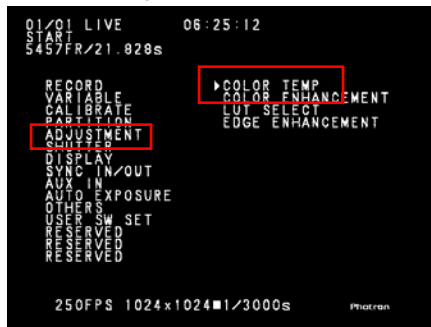 01/01 LIVE 06:25:12
START
5457FR/21.828s
RECORD
VARIABLE
CALIBRATE
PARTITION
ADJUSTMENT
SHUTTER
DISPLAY
SYNC IN/OUT
AUX IN
AUTO EXPOSURE
OTHERS
USER SW SET
RESERVED
RESERVED
RESERVED
▶COLOR TEMP
COLOR ENHANCEMENT
LUT SELECT
EDGE ENHANCEMENT
250FPS 1024x1024■1/3000s
Photron